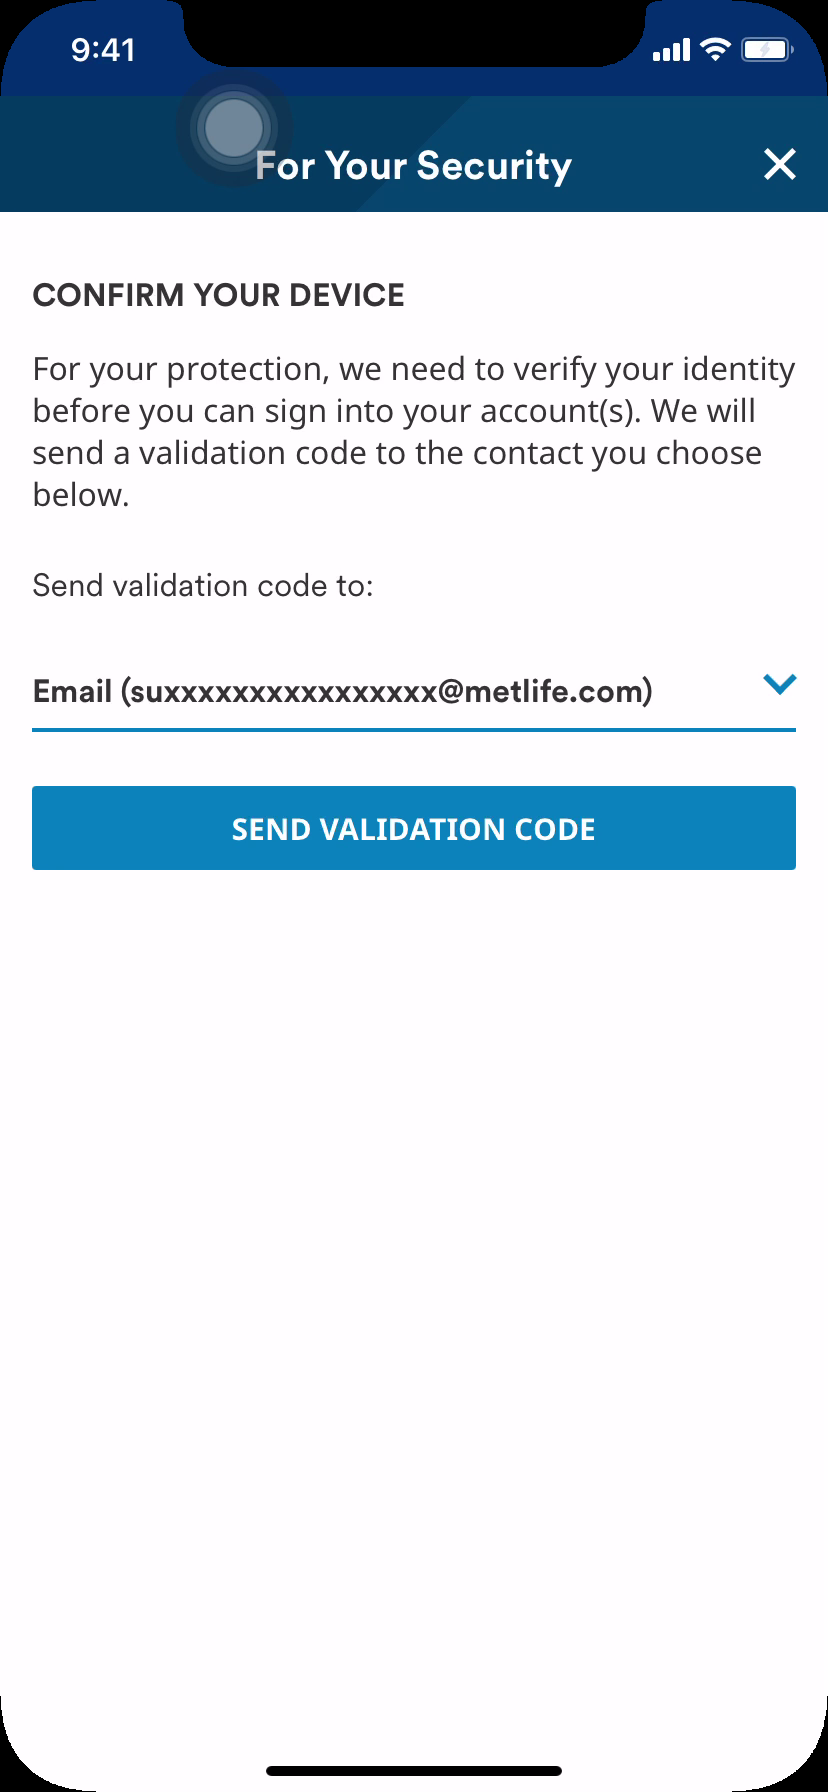 9:41
For Your Security
CONFIRM YOUR DEVICE
For your protection, we need to verify your identity
before you can sign into your account(s). We will
send a validation code to the contact you choose
below.
Send validation code to:
Email (suxxxxxxxxxxxxxxxx@metlife.com)
SEND VALIDATION CODE